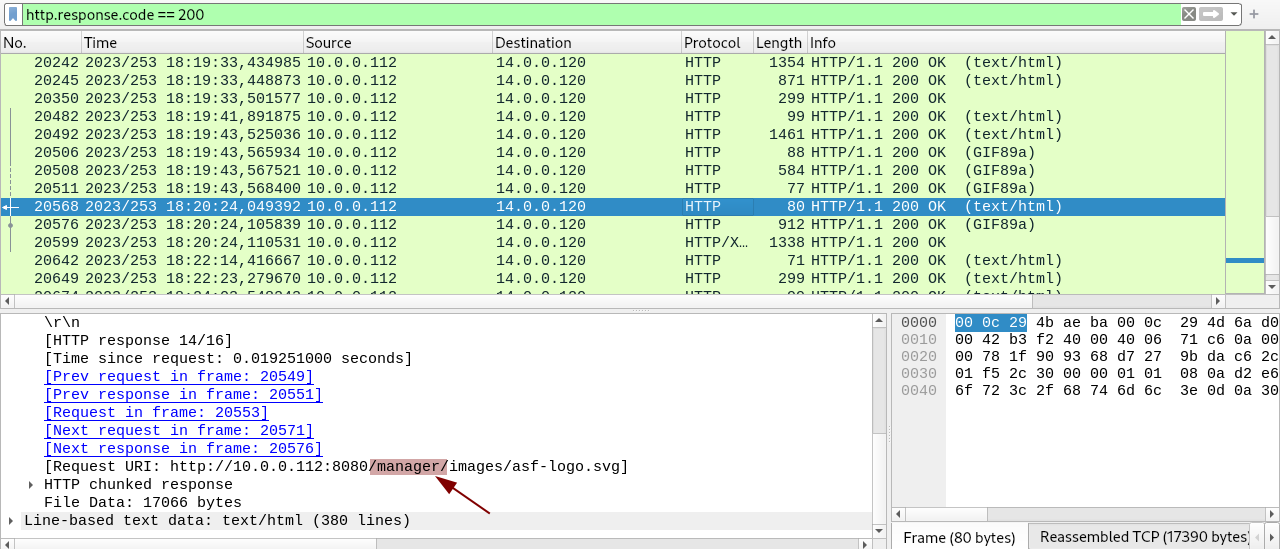 http.response.code == 200
No. Time Source Destination Protocol Length Info
20242 2023/253 18:19:33,434985 10.0.0.112 14.0.0.120 HTTP 1354 HTTP/1.1 200 OK (text/html)
20245 2023/253 18:19:33,448873 10.0.0.112 14.0.0.120 HTTP 871 HTTP/1.1 200 OK (text/html)
20350 2023/253 18:19:33,501577 10.0.0.112 14.0.0.120 HTTP 299 HTTP/1.1 200 OK
20482 2023/253 18:19:41,891875 10.0.0.112 14.0.0.120 HTTP 99 HTTP/1.1 200 OK (text/html)
20492 2023/253 18:19:43,525036 10.0.0.112 14.0.0.120 HTTP 1461 HTTP/1.1 200 OK (text/html)
20506 2023/253 18:19:43,565934 10.0.0.112 14.0.0.120 HTTP 88 HTTP/1.1 200 OK (GIF89a)
20508 2023/253 18:19:43,567521 10.0.0.112 14.0.0.120 HTTP 584 HTTP/1.1 200 OK (GIF89a)
20511 2023/253 18:19:43,568400 10.0.0.112 14.0.0.120 HTTP 77 HTTP/1.1 200 OK (GIF89a)
20568 2023/253 18:20:24,049392 10.0.0.112 14.0.0.120 HTTP 80 HTTP/1.1 200 OK (text/html)
20576 2023/253 18:20:24,105839 10.0.0.112 14.0.0.120 HTTP 912 HTTP/1.1 200 OK (GIF89a)
20599 2023/253 18:20:24,110531 10.0.0.112 14.0.0.120 HTTP/X… 1338 HTTP/1.1 200 OK
20642 2023/253 18:22:14,416667 10.0.0.112 14.0.0.120 HTTP 71 HTTP/1.1 200 OK (text/html)
20649 2023/253 18:22:23,279670 10.0.0.112 14.0.0.120 HTTP 299 HTTP/1.1 200 OK (text/html)
\r\n
[HTTP response 14/16]
[Time since request: 0.019251000 seconds]
[Prev request in frame: 20549]
[Prev response in frame: 20551]
[Request in frame: 20553]
[Next request in frame: 20571]
[Next response in frame: 20576]
[Request URI: http://10.0.0.112:8080/manager/images/asf-logo.svg]
HTTP chunked response
File Data: 17066 bytes
Line-based text data: text/html (380 lines)
0000 00 0c 29 4b ae ba 00 0c 29 4d 6a d0
0010 00 42 b3 f2 40 00 40 06 71 c6 0a 00
0020 00 78 1f 90 93 68 d7 27 9b da c6 2c
0030 01 f5 2c 30 00 00 01 01 08 0a d2 e6
0040 6f 72 3c 2f 68 74 6d 6c 3e 0d 0a 30
Frame (80 bytes) Reassembled TCP (17390 bytes)